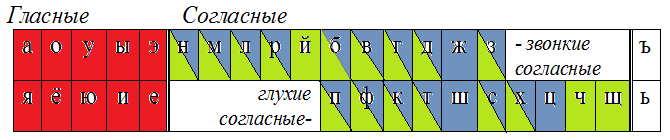 Гласные Согласные
а о у ы э н м л р й б в г д ж з - звонкие согласные ъ
я ё ю и е глухие согласные- п ф к т ш с х ц ч щ ь